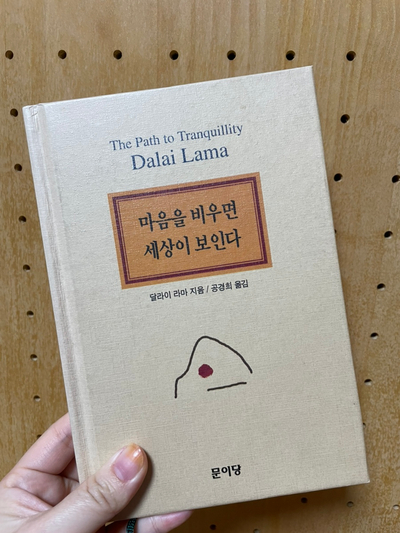 The Path to Tranquillity
Dalai Lama
마음을 비우면
세상이 보인다
달라이 라마 지음 / 공경희 옮김
문이당